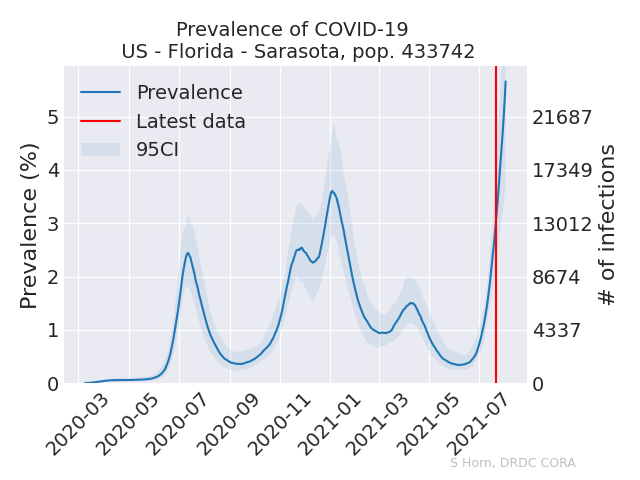 Prevalence of COVID-19
US - Florida - Sarasota, pop. 433742
Prevalence
Latest data
95CI
Prevalence (%)
5
4
3
2
1
0
21687
17349
13012
8674
4337
0
# of infections
2020-03
2020-05
2020-07
2020-09
2020-11
2021-01
2021-03
2021-05
2021-07
S Horn, DRDC CORA